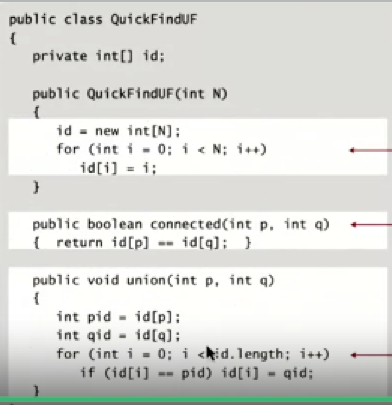 public class QuickFindUF
{
private int[] id;
public QuickFindUF(int N)
{
id = new int[N];
for (int i = 0; i < N; i++)
id[i] = i;
}
public boolean connected(int p, int q)
{ return id[p] == id[q]; }
public void union(int p, int q)
{
int pid = id[p];
int qid = id[q];
for (int i = 0; i < id.length; i++)
if (id[i] == pid) id[i] = qid;
}